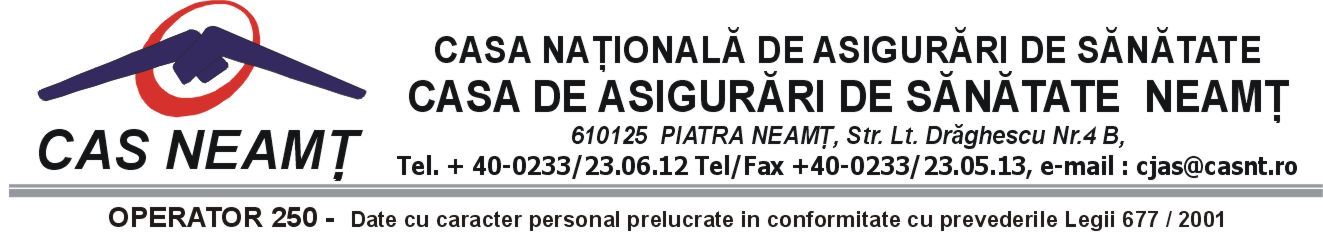 CASA NAȚIONALĂ DE ASIGURĂRI DE SĂNĂTATE
CASA DE ASIGURĂRI DE SĂNĂTATE NEAMȚ
CAS NEAMȚ
610125 PIATRA NEAMȚ, Str. Lt. Drăghescu Nr.4 B,
Tel. + 40-0233/23.06.12 Tel/Fax +40-0233/23.05.13, e-mail : cjas@casnt.ro
OPERATOR 250 - Date cu caracter personal prelucrate in conformitate cu prevederile Legii 677 / 2001